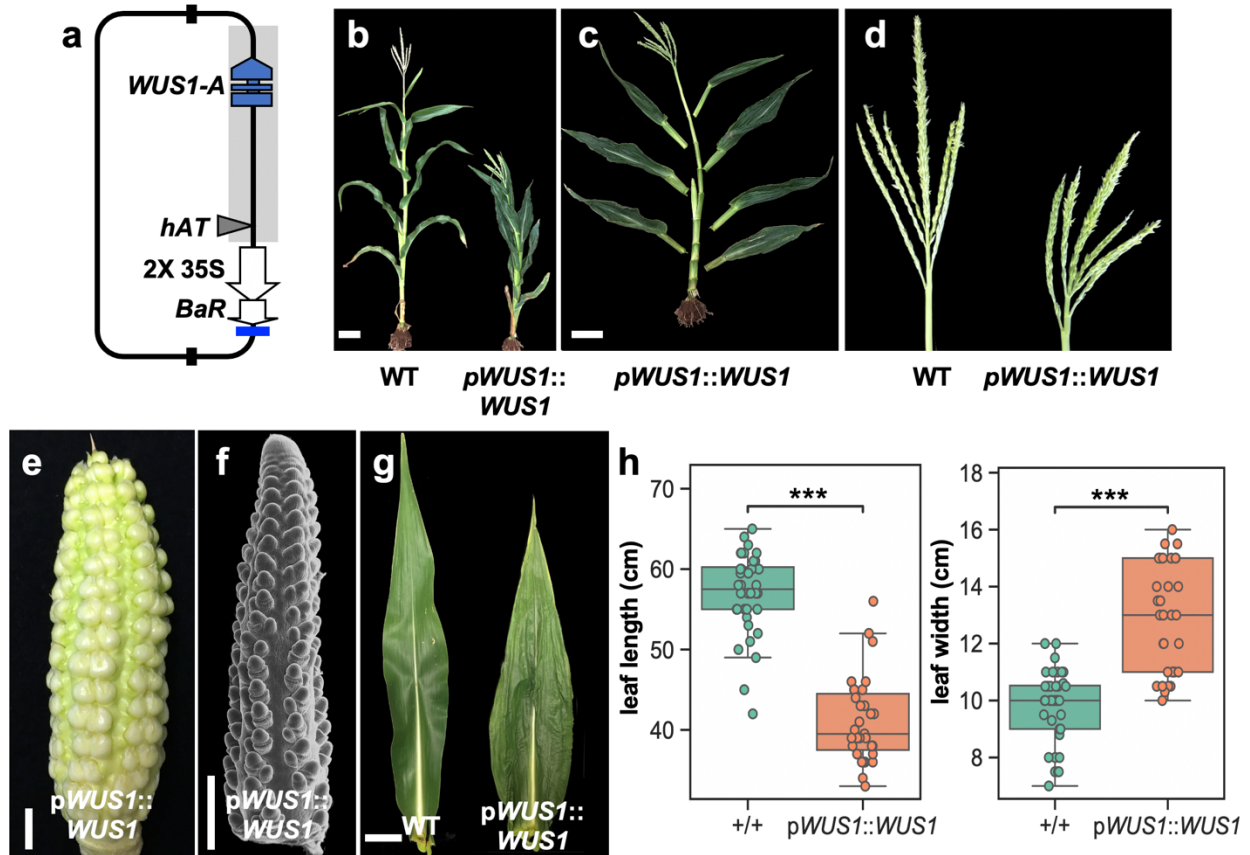 a
WUS1-A
hAT
2X 35S
BaR
b
c
d
WT
pWUS1::
WUS1
pWUS1::WUS1
WT
pWUS1::WUS1
e
pWUS1::
WUS1
f
pWUS1::
WUS1
g
WT
pWUS1::
WUS1
h
leaf length (cm)
70
60
50
40
***
+/+
pWUS1::WUS1
leaf width (cm)
18
16
14
12
10
8
***
+/+
pWUS1::WUS1